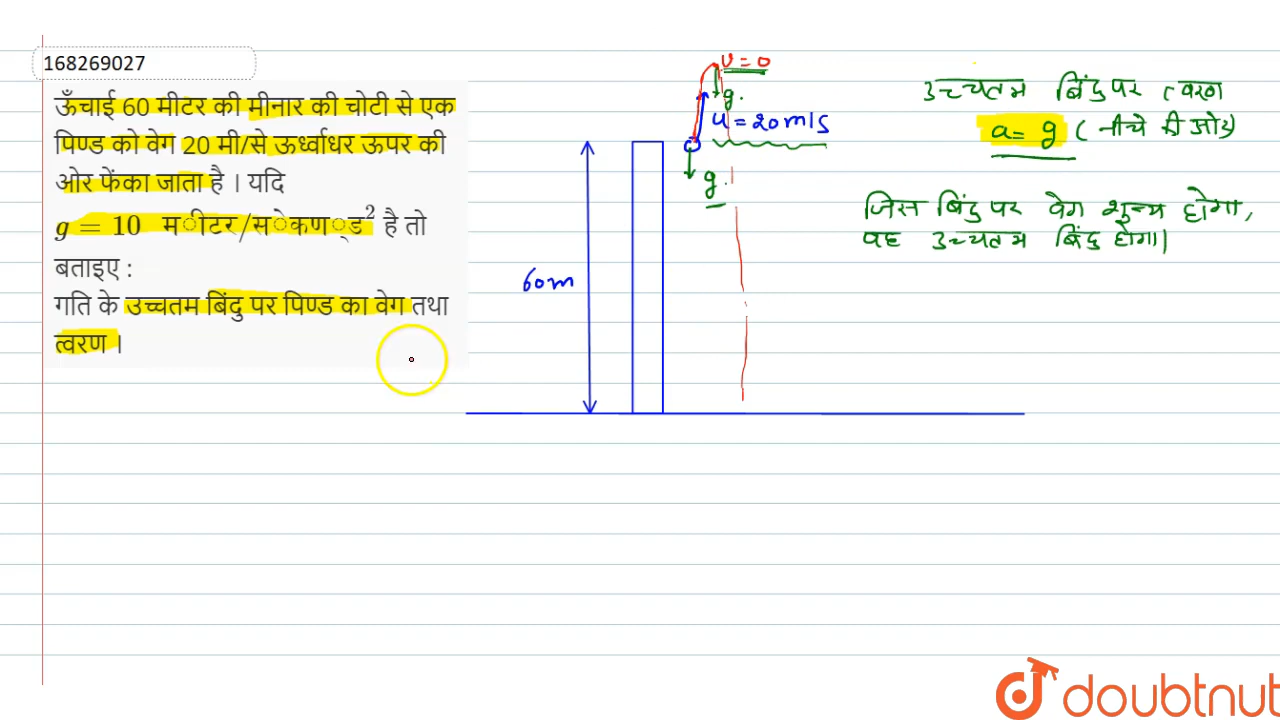 168269027
ऊँचाई 60 मीटर की मीनार की चोटी से एक
पिण्ड को वेग 20 मी/से ऊर्ध्वाधर ऊपर की
ओर फेंका जाता है । यदि
g = 10 मीटर/सेकण्ड² है तो
बताइए :
गति के उच्चतम बिंदु पर पिण्ड का वेग तथा
त्वरण ।
v = 0
g.
u = 20m/s
g.
60m
उच्चतम बिंदु पर त्वरण
a = g (नीचे की ओर)
जिस बिंदु पर वेग शून्य होगा,
वह उच्चतम बिंदु होगा।
doubtnut